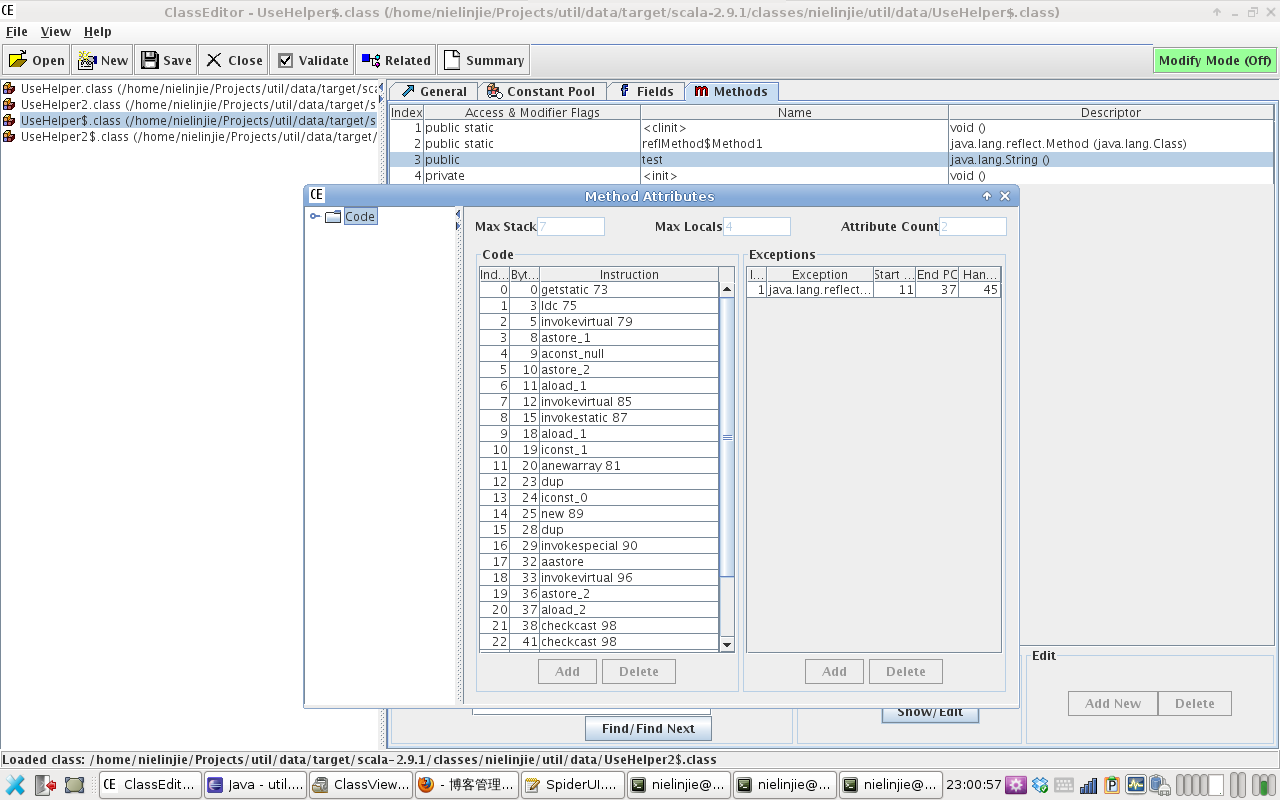 CE ClassEditor - UseHelper$.class (/home/nielinjie/Projects/util/data/target/scala-2.9.1/classes/nielinjie/util/data/UseHelper$.class)
File View Help
Open New Save Close Validate Related Summary Modify Mode (Off)
UseHelper.class (/home/nielinjie/Projects/util/data/target/sca
UseHelper2.class (/home/nielinjie/Projects/util/data/target/s
UseHelper$.class (/home/nielinjie/Projects/util/data/target/s
UseHelper2$.class (/home/nielinjie/Projects/util/data/target/
General Constant Pool Fields Methods
Index Access & Modifier Flags Name Descriptor
1 public static <clinit> void ()
2 public static reflMethod$Method1 java.lang.reflect.Method (java.lang.Class)
3 public test java.lang.String ()
4 private <init> void ()
CE Method Attributes
Code
Max Stack 7 Max Locals 4 Attribute Count 2
Code
Ind... Byt... Instruction
0 0 getstatic 73
1 3 ldc 75
2 5 invokevirtual 79
3 8 astore_1
4 9 aconst_null
5 10 astore_2
6 11 aload_1
7 12 invokevirtual 85
8 15 invokestatic 87
9 18 aload_1
10 19 iconst_1
11 20 anewarray 81
12 23 dup
13 24 iconst_0
14 25 new 89
15 28 dup
16 29 invokespecial 90
17 32 aastore
18 33 invokevirtual 96
19 36 astore_2
20 37 aload_2
21 38 checkcast 98
22 41 checkcast 98
Add Delete
Exceptions
I... Exception Start ... End PC Han...
1 java.lang.reflect... 11 37 45
Add Delete
Find/Find Next
Show/Edit
Edit
Add New Delete
Loaded class: /home/nielinjie/Projects/util/data/target/scala-2.9.1/classes/nielinjie/util/data/UseHelper2$.class
CE ClassEdit... Java - util.... ClassView... - 博客管理... SpiderUI.... nielinjie@... nielinjie@... nielinjie@... 23:00:57